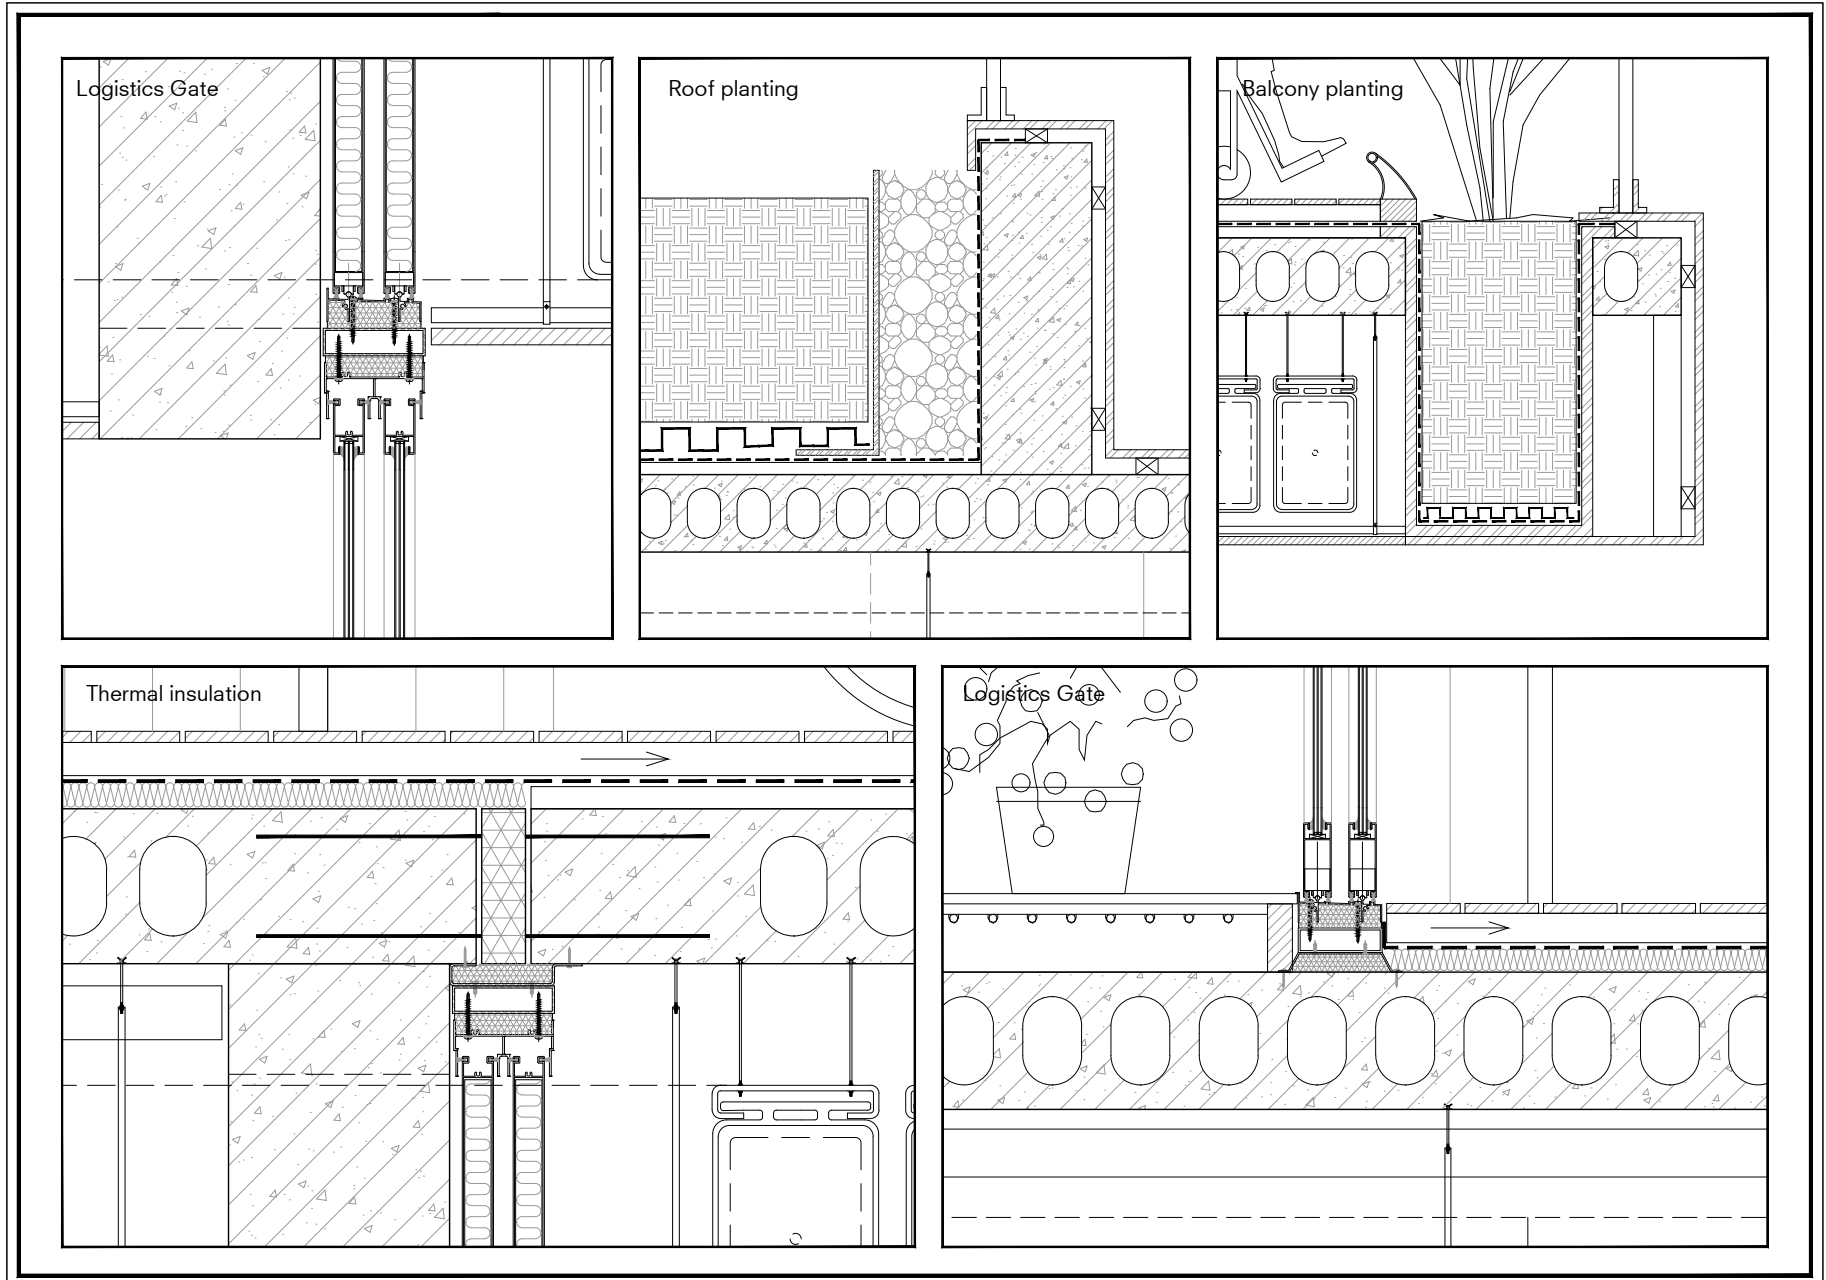 Logistics Gate
Roof planting
Balcony planting
Thermal insulation
Logistics Gate